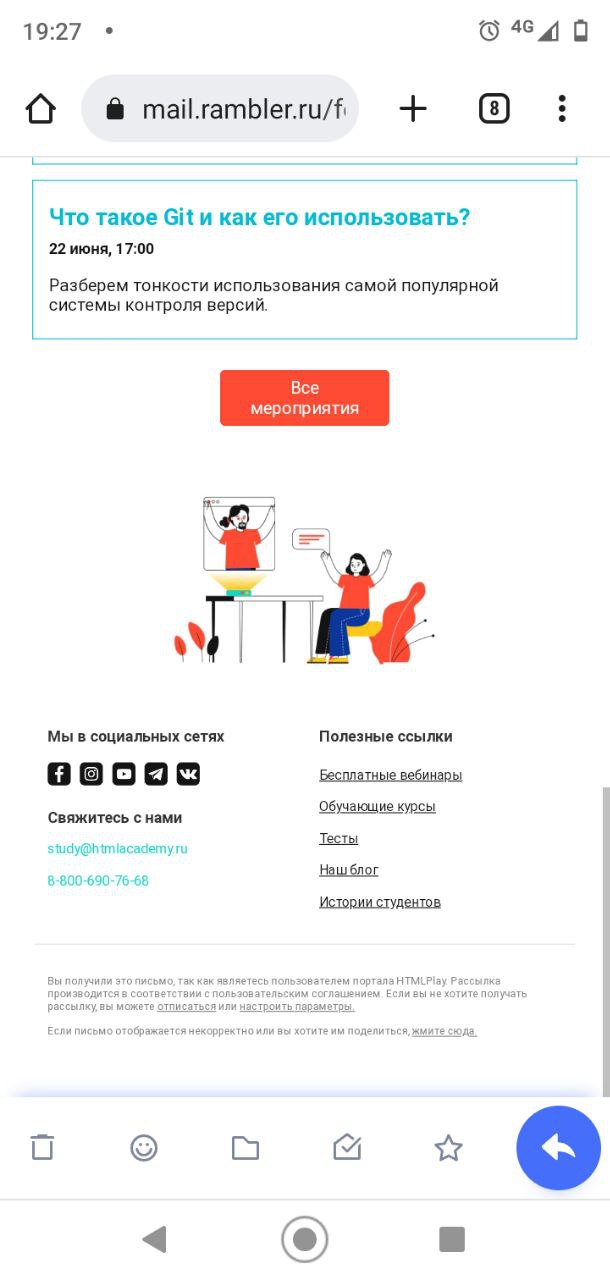 19:27
4G
mail.rambler.ru/f
8
Что такое Git и как его использовать?
22 июня, 17:00
Разберем тонкости использования самой популярной
системы контроля версий.
Все
мероприятия
Мы в социальных сетях
Свяжитесь с нами
study@htmlacademy.ru
8-800-690-76-68
Полезные ссылки
Бесплатные вебинары
Обучающие курсы
Тесты
Наш блог
Истории студентов
Вы получили это письмо, так как являетесь пользователем портала HTMLPlay. Рассылка
производится в соответствии с пользовательским соглашением. Если вы не хотите получать
рассылку, вы можете отписаться или настроить параметры.
Если письмо отображается некорректно или вы хотите им поделиться, жмите сюда.